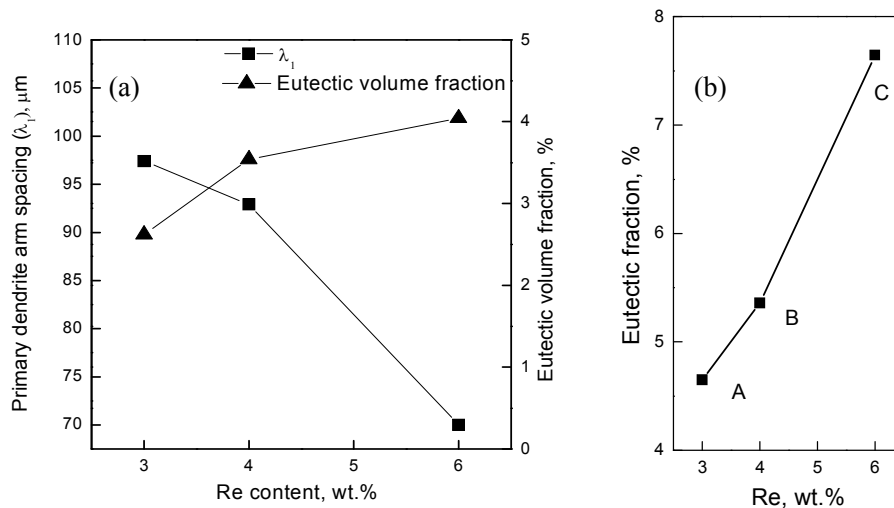 (a)
λ₁
Eutectic volume fraction
110
105
100
95
90
85
80
75
70
Primary dendrite arm spacing (λ₁), μm
5
4
3
2
1
0
Eutectic volume fraction, %
3 4 5 6
Re content, wt.%
(b)
8
7
6
5
4
Eutectic fraction, %
A
B
C
3 4 5 6
Re, wt.%